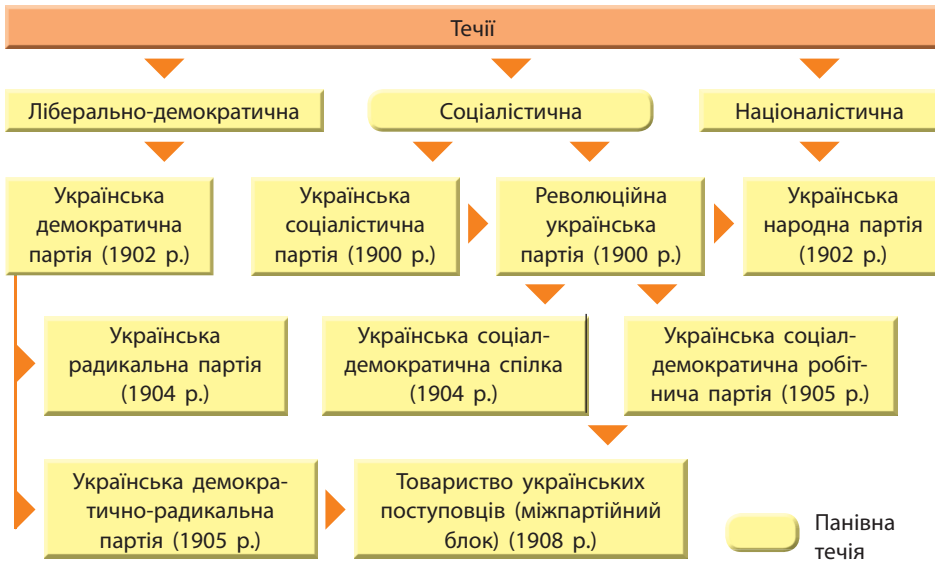 Течії
Ліберально-демократична
Соціалістична
Націоналістична
Українська
демократична
партія (1902 р.)
Українська
соціалістична
партія (1900 р.)
Революційна
українська
партія (1900 р.)
Українська
народна партія
(1902 р.)
Українська
радикальна партія
(1904 р.)
Українська соціал-
демократична спілка
(1904 р.)
Українська соціал-
демократична робіт-
нича партія (1905 р.)
Українська демокра-
тично-радикальна
партія (1905 р.)
Товариство українських
поступовців (міжпартійний
блок) (1908 р.)
Панівна
течія